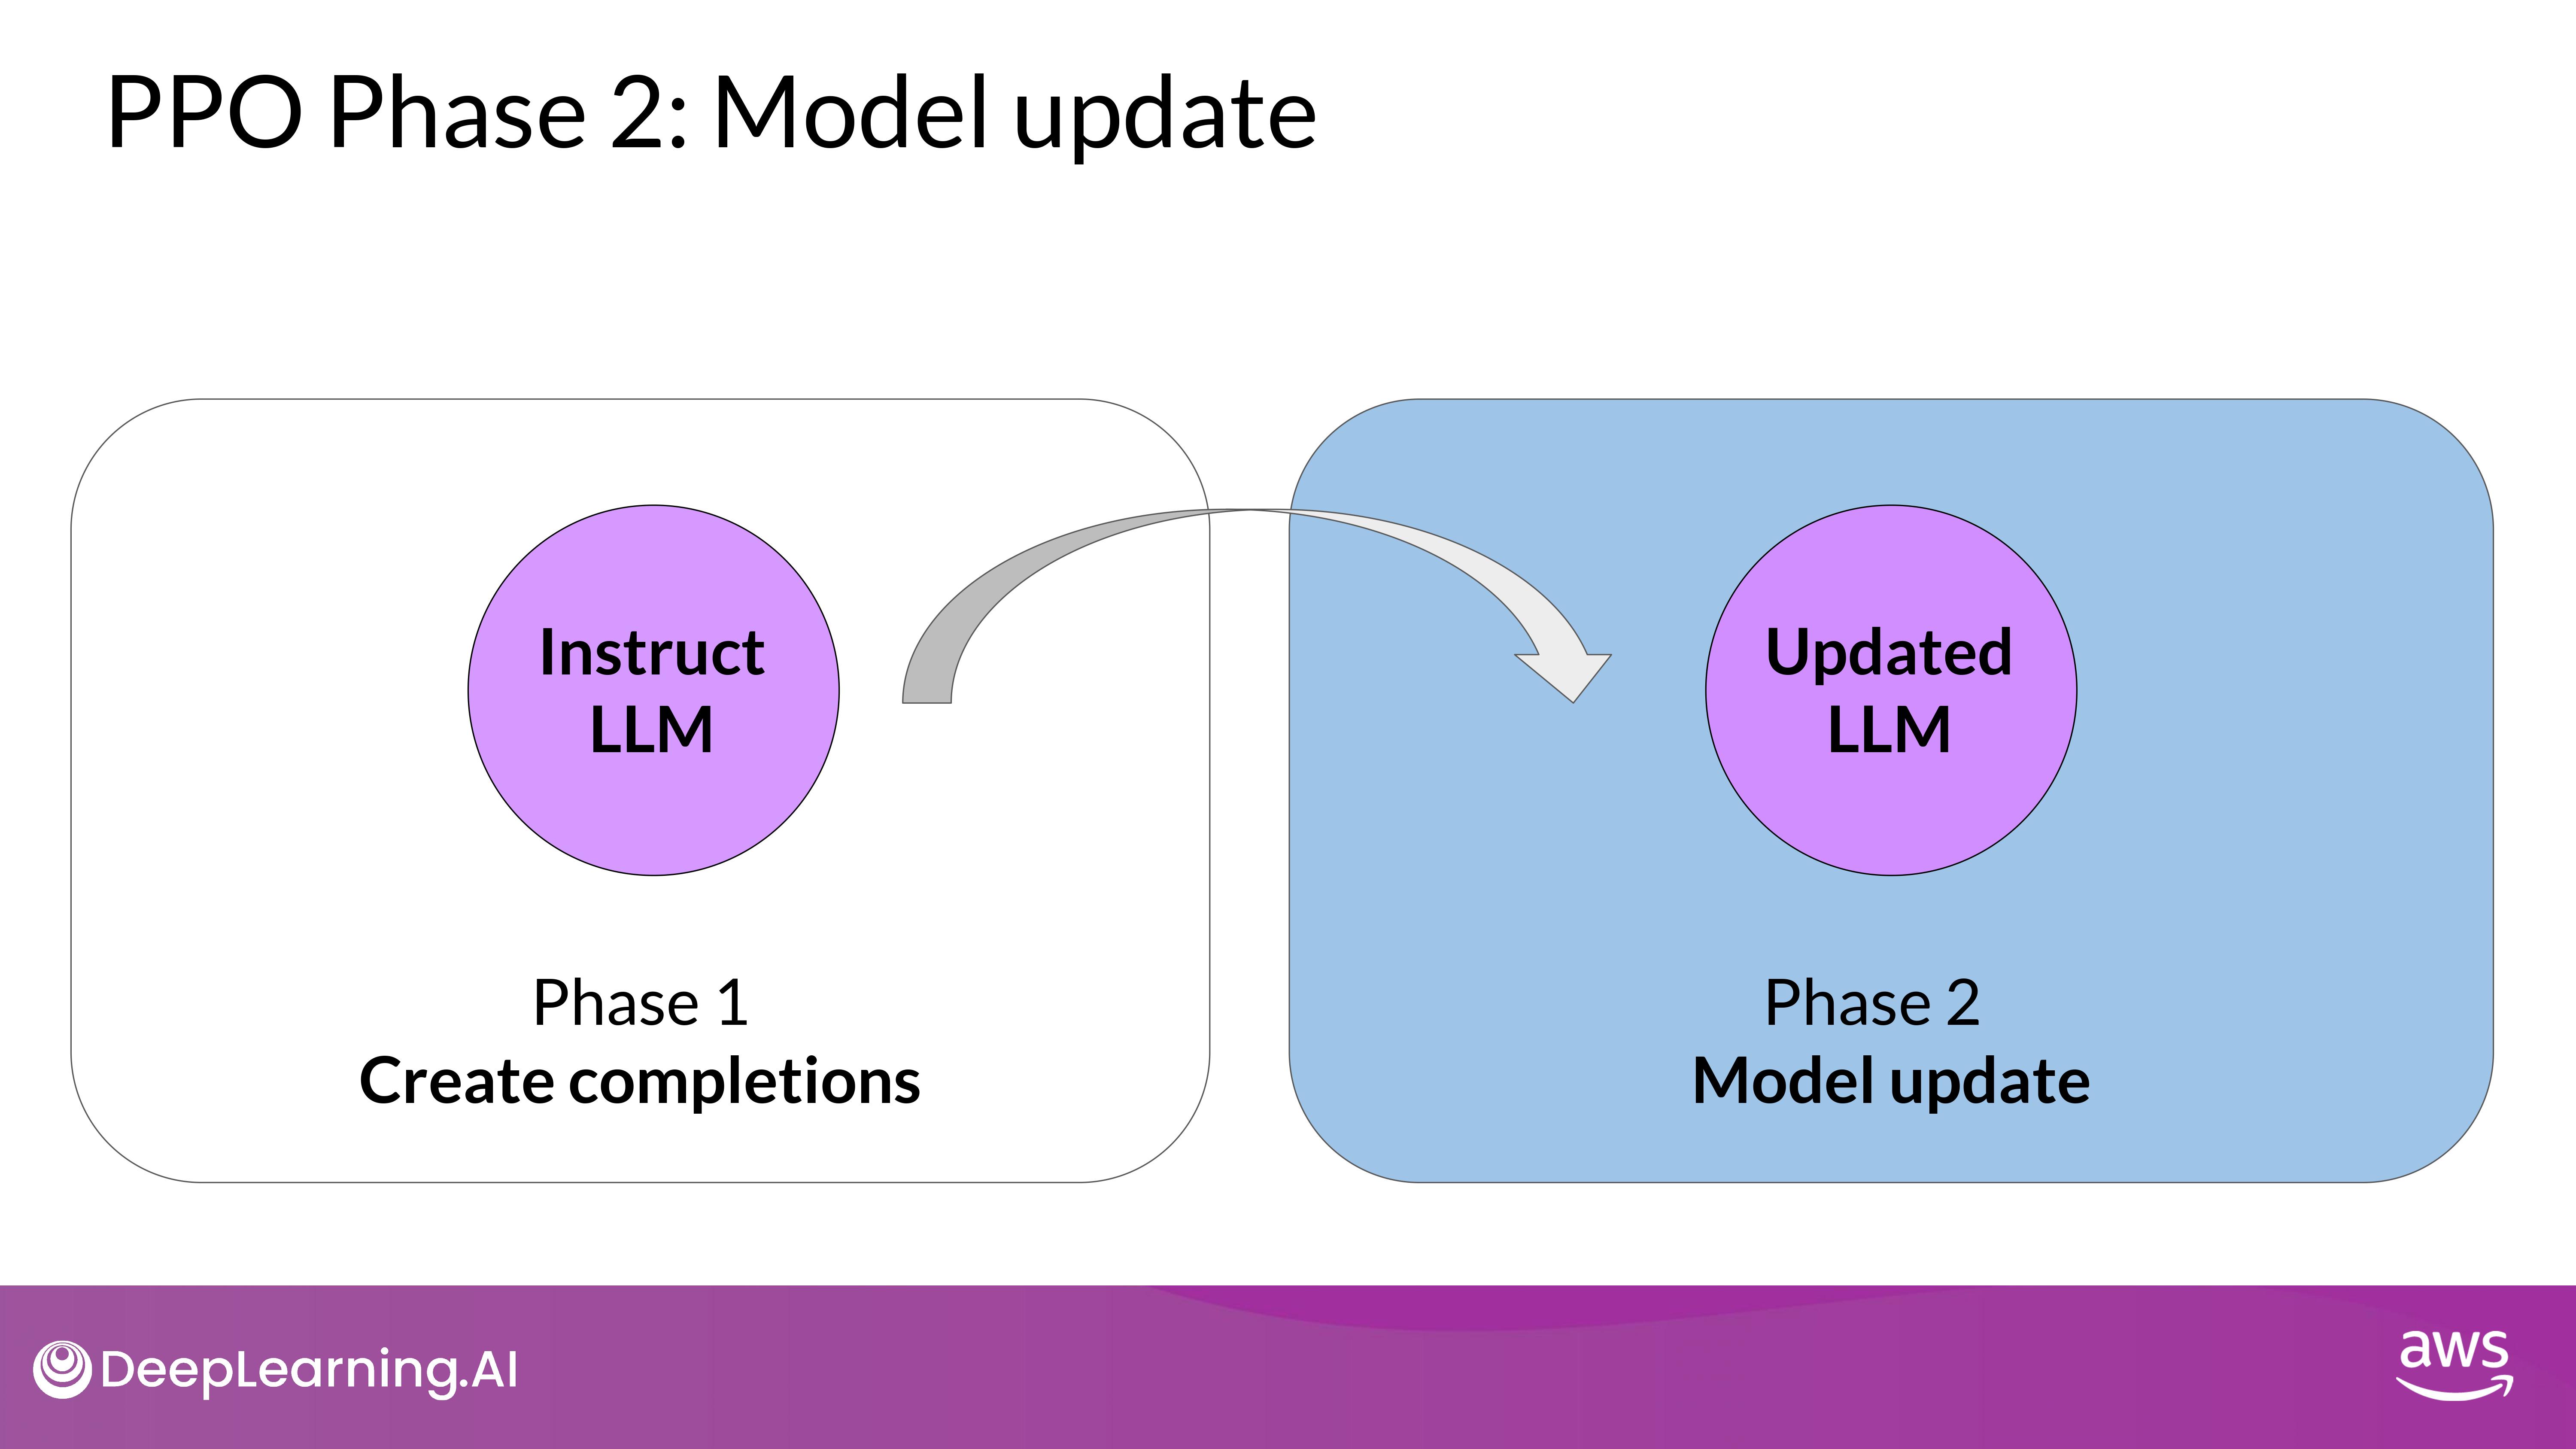 PPO Phase 2: Model update
Instruct
LLM
Phase 1
Create completions
Updated
LLM
Phase 2
Model update
DeepLearning.AI
aws